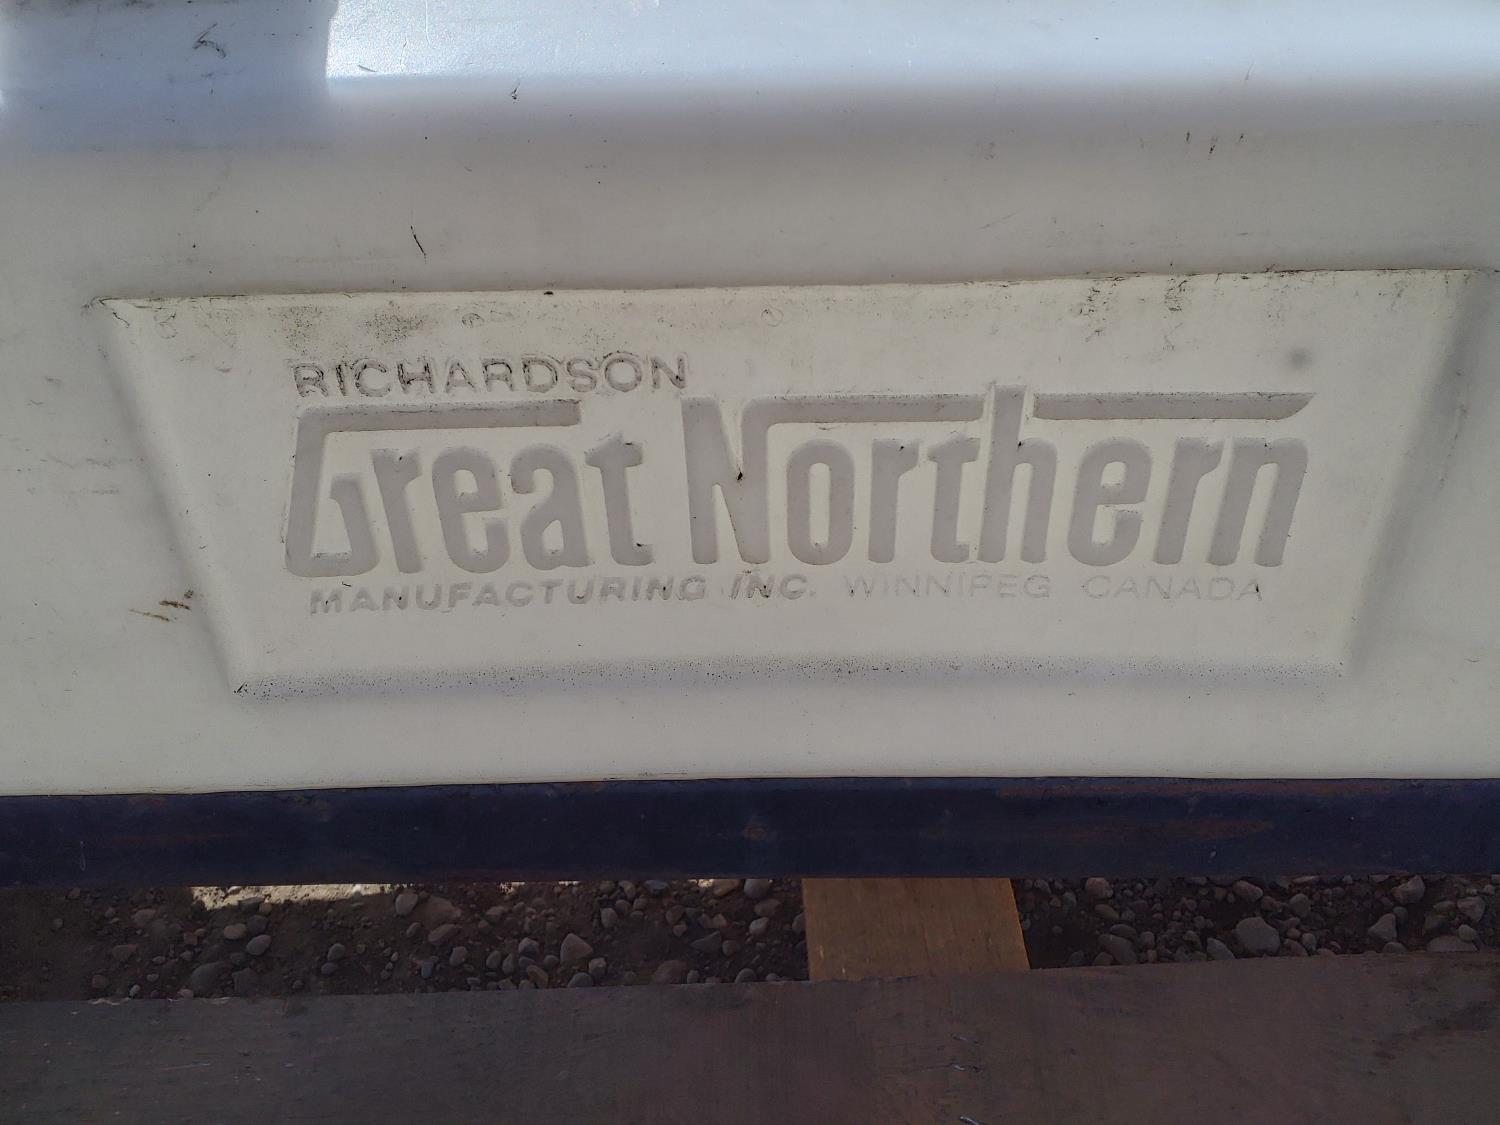 RICHARDSON
Great Northern
MANUFACTURING INC. WINNIPEG CANADA